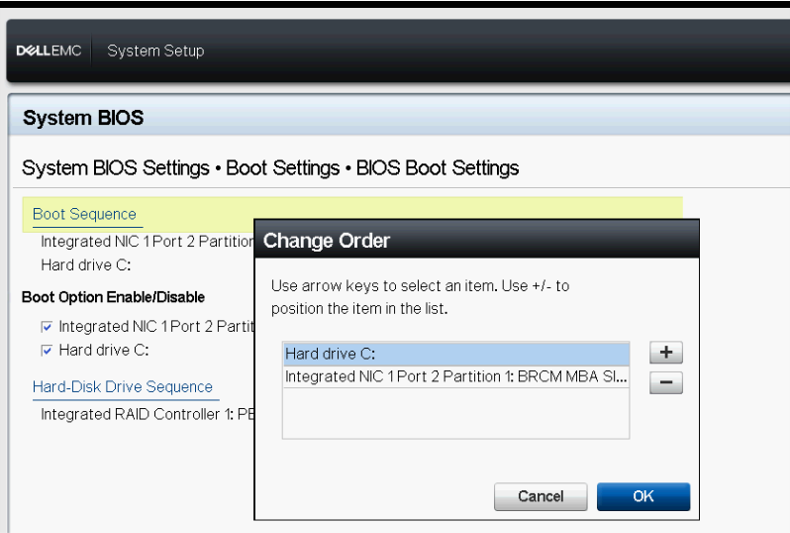 DELLEMC System Setup
System BIOS
System BIOS Settings • Boot Settings • BIOS Boot Settings
Boot Sequence
Integrated NIC 1 Port 2 Partition
Hard drive C:
Boot Option Enable/Disable
Integrated NIC 1 Port 2 Partit
Hard drive C:
Hard-Disk Drive Sequence
Integrated RAID Controller 1: PE
Change Order
Use arrow keys to select an item. Use +/- to
position the item in the list.
Hard drive C:
Integrated NIC 1 Port 2 Partition 1: BRCM MBA Sl...
+
−
Cancel OK